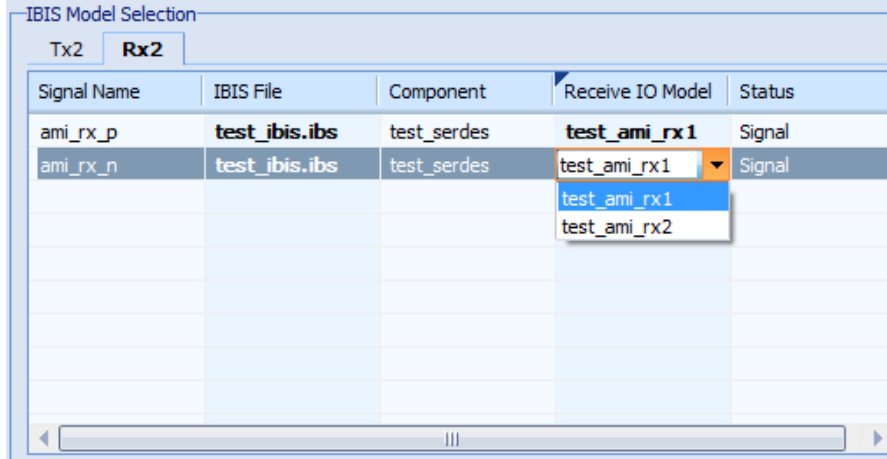 IBIS Model Selection
Tx2 Rx2
Signal Name IBIS File Component Receive IO Model Status
ami_rx_p test_ibis.ibs test_serdes test_ami_rx1 Signal
ami_rx_n test_ibis.ibs test_serdes test_ami_rx1 Signal
test_ami_rx1
test_ami_rx2